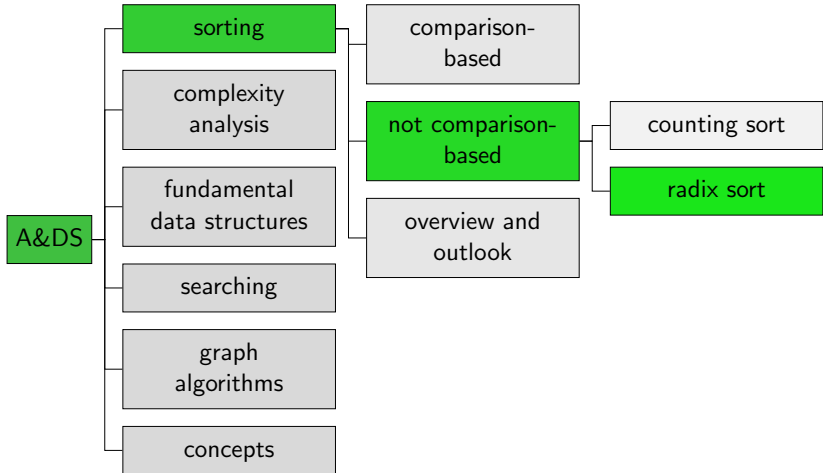 A&DS
sorting
complexity
analysis
fundamental
data structures
searching
graph
algorithms
concepts
comparison-
based
not comparison-
based
overview and
outlook
counting sort
radix sort